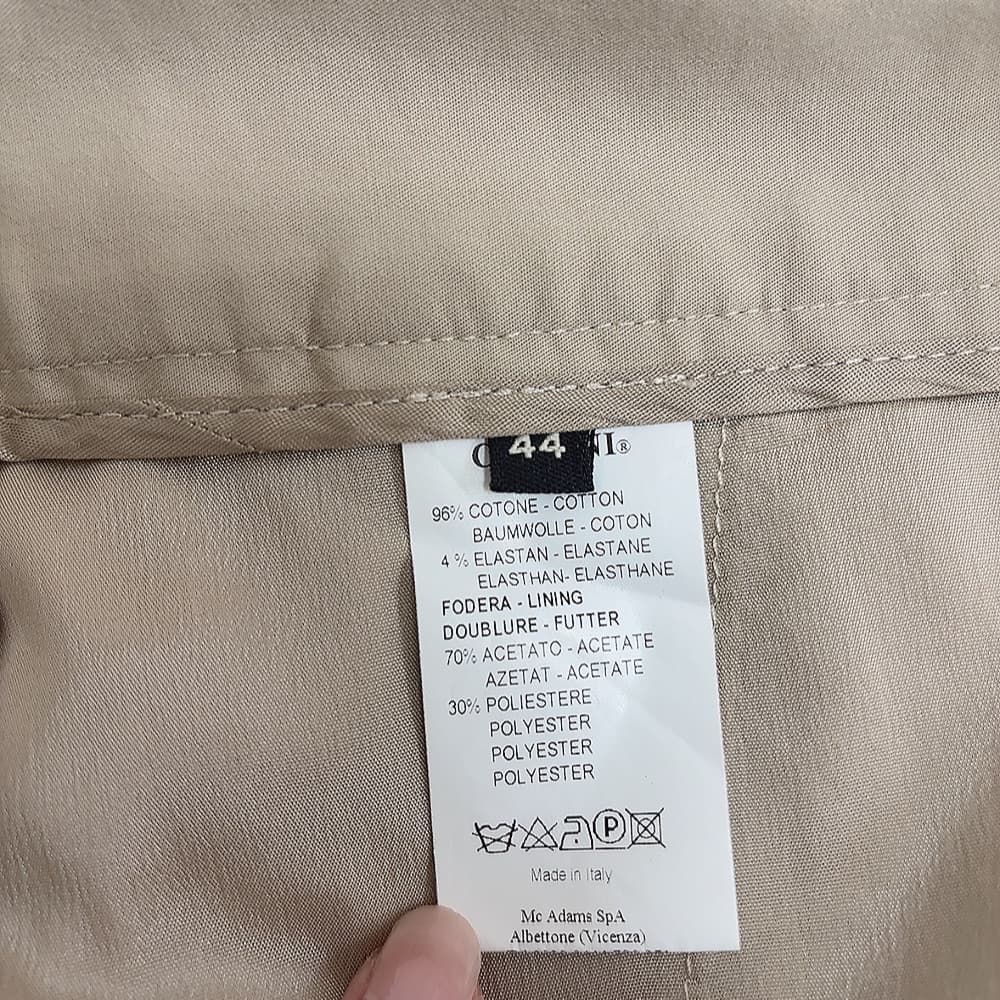 44
96% COTONE - COTTON
BAUMWOLLE - COTON
4 % ELASTAN - ELASTANE
ELASTHAN- ELASTHANE
FODERA - LINING
DOUBLURE - FUTTER
70% ACETATO - ACETATE
AZETAT - ACETATE
30% POLIESTERE
POLYESTER
POLYESTER
POLYESTER
P
Made in Italy
Mc Adams SpA
Albettone (Vicenza)